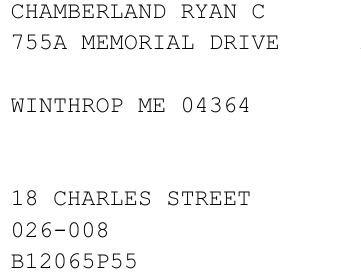 CHAMBERLAND RYAN C
755A MEMORIAL DRIVE
WINTHROP ME 04364
18 CHARLES STREET
026-008
B12065P55